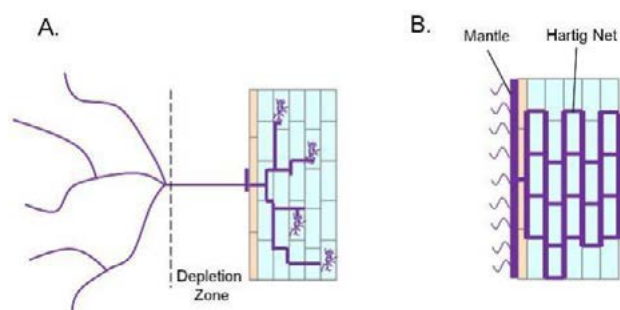 A.
B.
Mantle
Hartig Net
Depletion
Zone